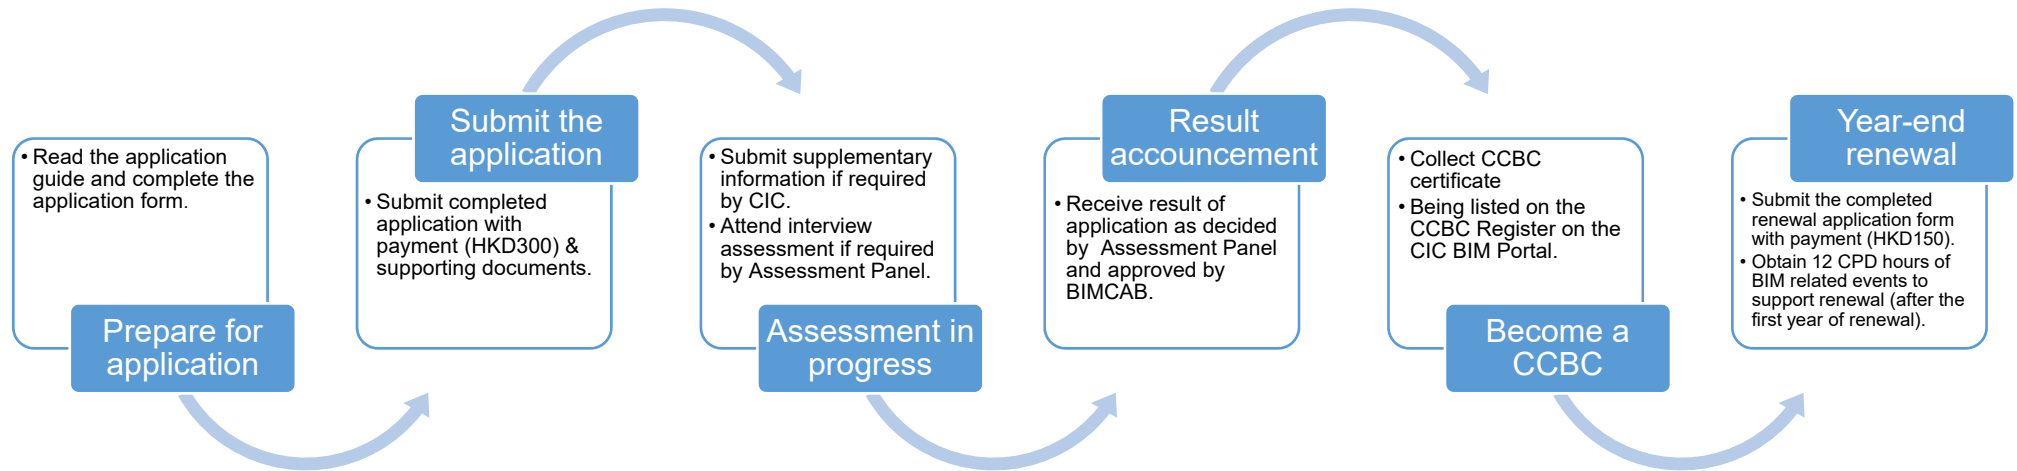 • Read the application
guide and complete the
application form.
Prepare for
application
Submit the
application
• Submit completed
application with
payment (HKD300) &
supporting documents.
• Submit supplementary
information if required
by CIC.
• Attend interview
assessment if required
by Assessment Panel.
Assessment in
progress
Result
accouncement
• Receive result of
application as decided
by Assessment Panel
and approved by
BIMCAB.
• Collect CCBC
certificate
• Being listed on the
CCBC Register on the
CIC BIM Portal.
Become a
CCBC
Year-end
renewal
• Submit the completed
renewal application form
with payment (HKD150).
• Obtain 12 CPD hours of
BIM related events to
support renewal (after the
first year of renewal).